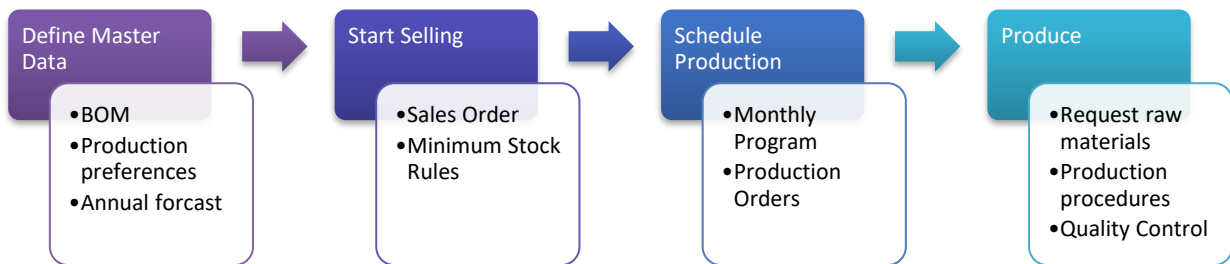 Define Master
Data
•BOM
•Production
preferences
•Annual forcast
Start Selling
•Sales Order
•Minimum Stock
Rules
Schedule
Production
•Monthly
Program
•Production
Orders
Produce
•Request raw
materials
•Production
procedures
•Quality Control